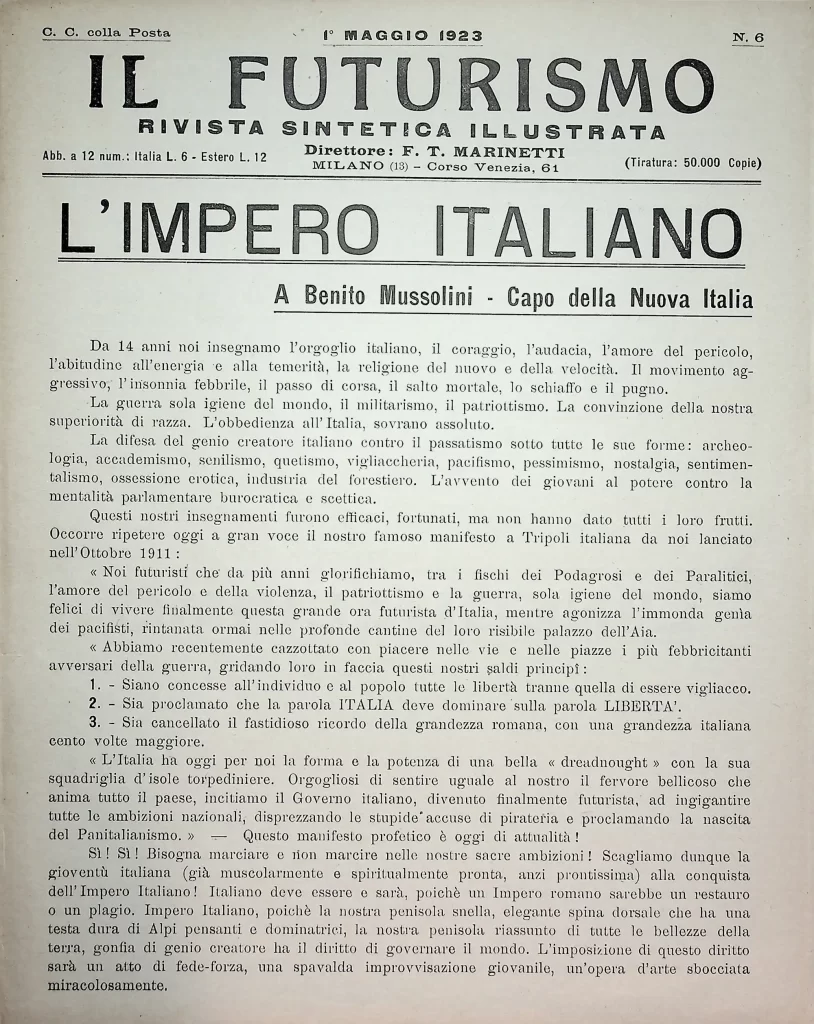 C. C. colla Posta
1° MAGGIO 1923
N. 6
IL FUTURISMO
RIVISTA SINTETICA ILLUSTRATA
Abb. a 12 num.: Italia L. 6 - Estero L. 12
Direttore: F. T. MARINETTI
MILANO (13) - Corso Venezia, 61
(Tiratura: 50.000 Copie)
L'IMPERO ITALIANO
A Benito Mussolini - Capo della Nuova Italia
Da 14 anni noi insegnamo l'orgoglio italiano, il coraggio, l'audacia, l'amore del pericolo,
l'abitudine all'energia e alla temerità, la religione del nuovo e della velocità. Il movimento ag-
gressivo, l'insonnia febbrile, il passo di corsa, il salto mortale, lo schiaffo e il pugno.
La guerra sola igiene del mondo, il militarismo, il patriottismo. La convinzione della nostra
superiorità di razza. L'obbedienza all'Italia, sovrano assoluto.
La difesa del genio creatore italiano contro il passatismo sotto tutte le sue forme: archeo-
logia, accademismo, senilismo, quetismo, vigliaccheria, pacifismo, pessimismo, nostalgia, sentimen-
talismo, ossessione erotica, industria del forestiero. L'avvento dei giovani al potere contro la
mentalità parlamentare burocratica e scettica.
Questi nostri insegnamenti furono efficaci, fortunati, ma non hanno dato tutti i loro frutti.
Occorre ripetere oggi a gran voce il nostro famoso manifesto a Tripoli italiana da noi lanciato
nell'Ottobre 1911 :
« Noi futuristi che da più anni glorifichiamo, tra i fischi dei Podagrosi e dei Paralitici,
l'amore del pericolo e della violenza, il patriottismo e la guerra, sola igiene del mondo, siamo
felici di vivere finalmente questa grande ora futurista d'Italia, mentre agonizza l'immonda genìa
dei pacifisti, rintanata ormai nelle profonde cantine del loro risibile palazzo dell'Aia.
« Abbiamo recentemente cazzottato con piacere nelle vie e nelle piazze i più febbricitanti
avversari della guerra, gridando loro in faccia questi nostri saldi principî :
1. - Siano concesse all'individuo e al popolo tutte le libertà tranne quella di essere vigliacco.
2. - Sia proclamato che la parola ITALIA deve dominare sulla parola LIBERTA'.
3. - Sia cancellato il fastidioso ricordo della grandezza romana, con una grandezza italiana
cento volte maggiore.
« L'Italia ha oggi per noi la forma e la potenza di una bella « dreadnought » con la sua
squadriglia d'isole torpediniere. Orgogliosi di sentire uguale al nostro il fervore bellicoso che
anima tutto il paese, incitiamo il Governo italiano, divenuto finalmente futurista, ad ingigantire
tutte le ambizioni nazionali, disprezzando le stupide accuse di pirateria e proclamando la nascita
del Panitalianismo. » — Questo manifesto profetico è oggi di attualità !
Sì ! Sì ! Bisogna marciare e non marcire nelle nostre sacre ambizioni ! Scagliamo dunque la
gioventù italiana (già muscolarmente e spiritualmente pronta, anzi prontissima) alla conquista
dell'Impero Italiano ! Italiano deve essere e sarà, poichè un Impero romano sarebbe un restauro
o un plagio. Impero Italiano, poichè la nostra penisola snella, elegante spina dorsale che ha una
testa dura di Alpi pensanti e dominatrici, la nostra penisola riassunto di tutte le bellezze della
terra, gonfia di genio creatore ha il diritto di governare il mondo. L'imposizione di questo diritto
sarà un atto di fede-forza, una spavalda improvvisazione giovanile, un'opera d'arte sbocciata
miracolosamente.